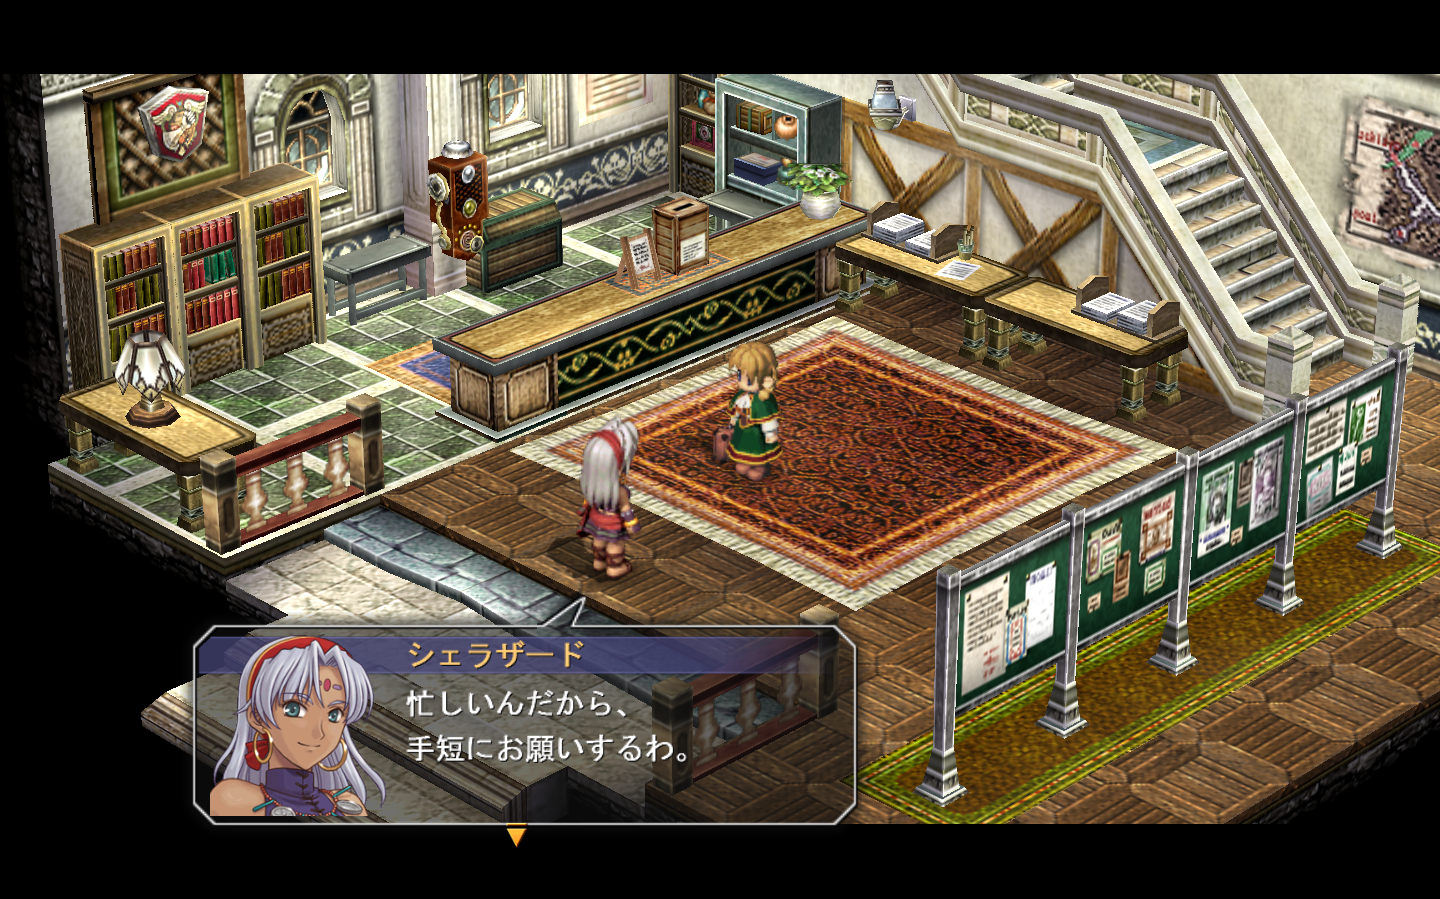 シェラザード
忙しいんだから、
手短にお願いするわ。